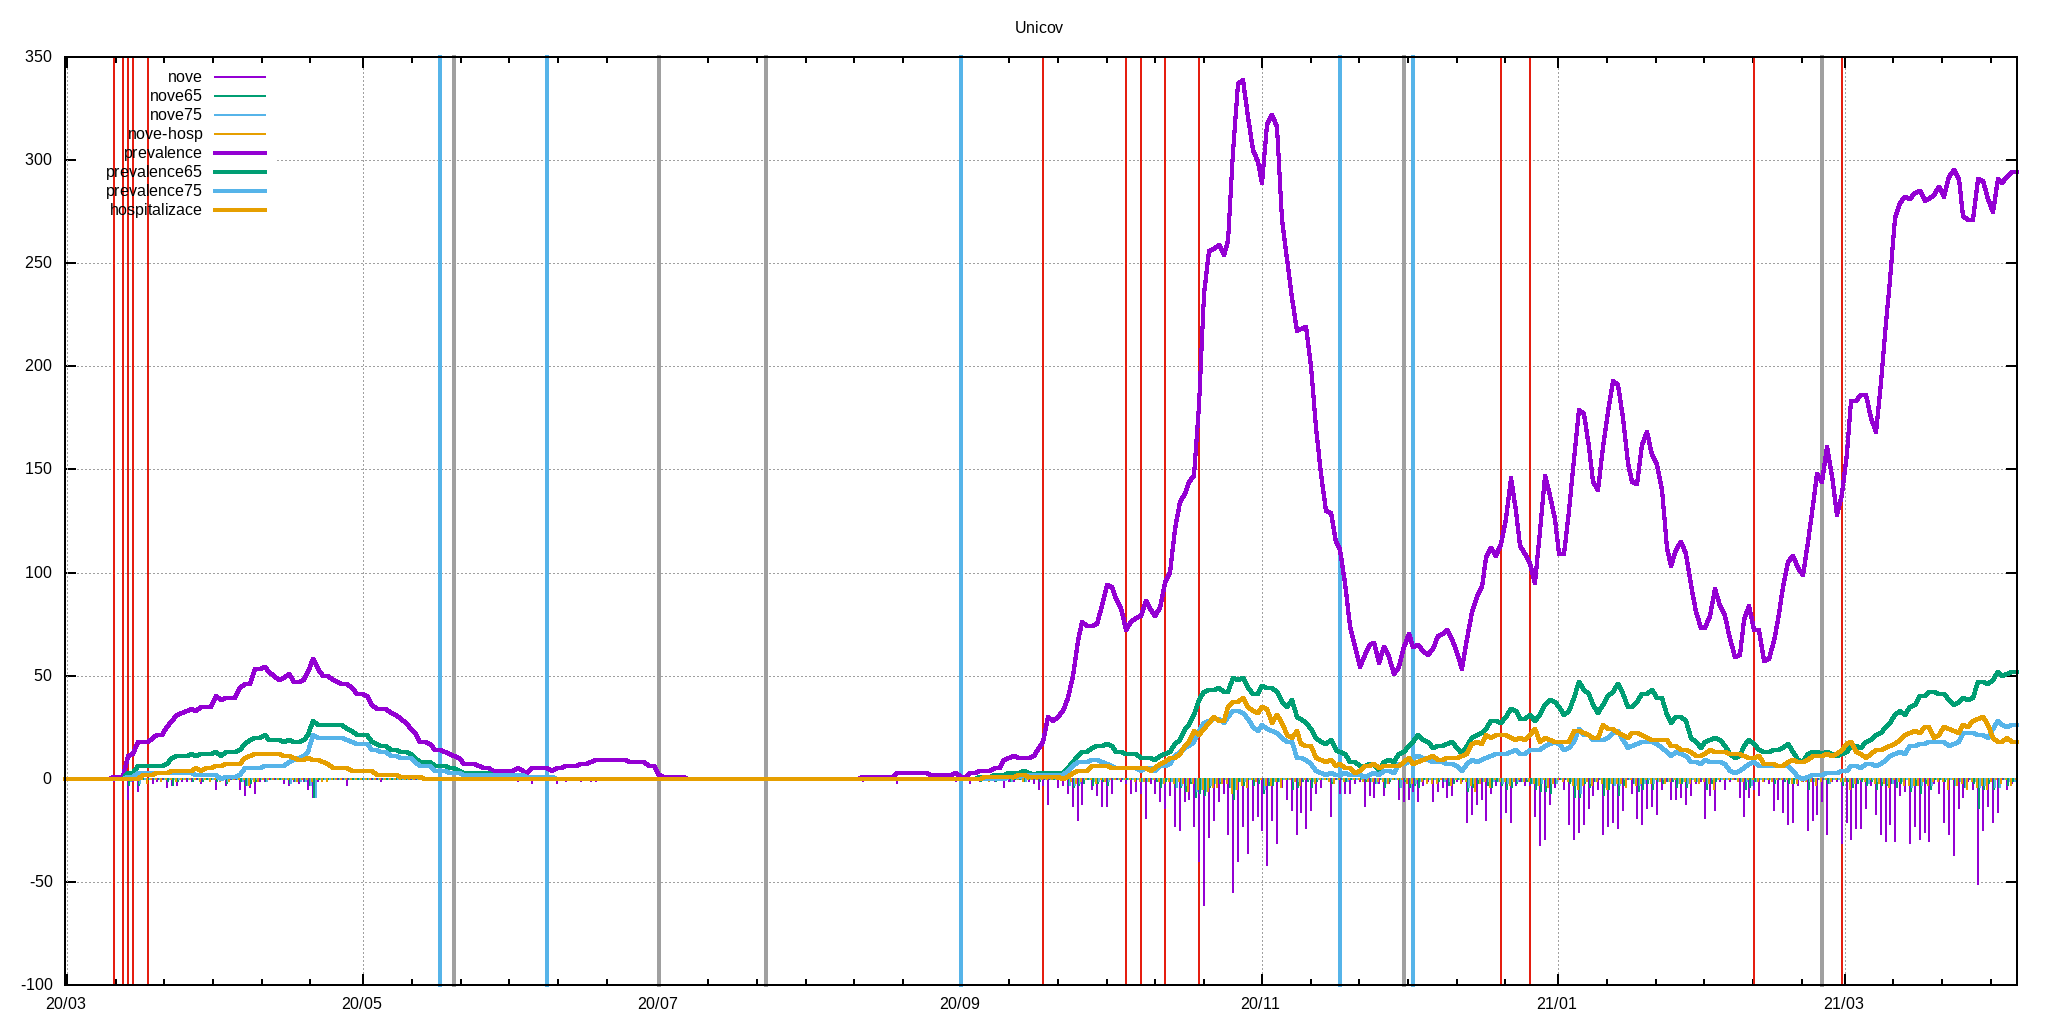 Unicov
350
300
250
200
150
100
50
0
-50
-100
nove
nove65
nove75
nove-hosp
prevalence
prevalence65
prevalence75
hospitalizace
20/03 20/05 20/07 20/09 20/11 21/01 21/03